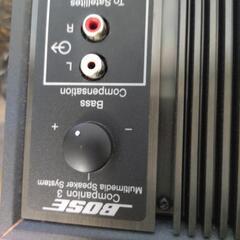 BOSE
Companion 3
Multimedia Speaker System
− +
Bass
Compensation
L
R
To Satellites